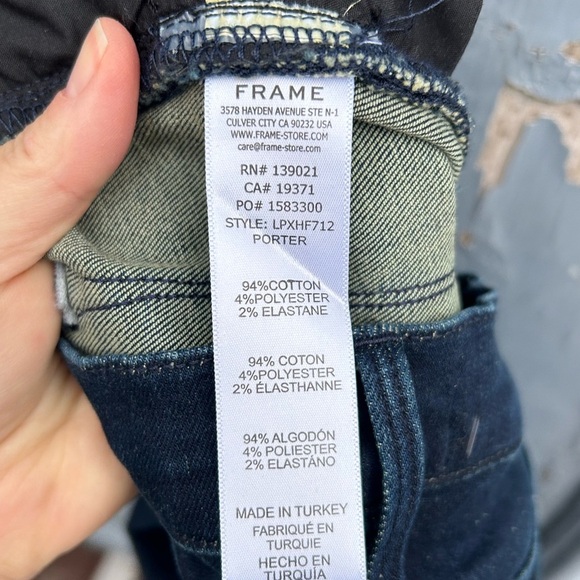 FRAME
3578 HAYDEN AVENUE STE N-1
CULVER CITY CA 90232 USA
WWW.FRAME-STORE.COM
care@frame-store.com
RN# 139021
CA# 19371
PO# 1583300
STYLE: LPXHF712
PORTER
94%COTTON
4%POLYESTER
2% ELASTANE
94% COTON
4%POLYESTER
2% ÉLASTHANNE
94% ALGODÓN
4% POLIESTER
2% ELASTÁNO
MADE IN TURKEY
FABRIQUÉ EN
TURQUIE
HECHO EN
TURQUÍA